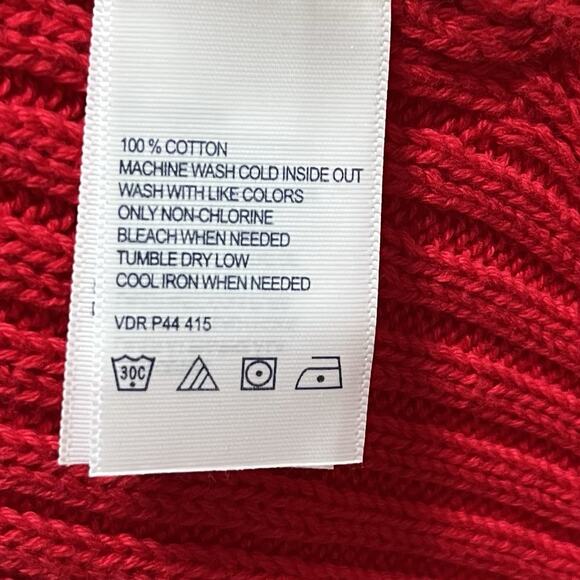 100 % COTTON
MACHINE WASH COLD INSIDE OUT
WASH WITH LIKE COLORS
ONLY NON-CHLORINE
BLEACH WHEN NEEDED
TUMBLE DRY LOW
COOL IRON WHEN NEEDED
VDR P44 415
30C